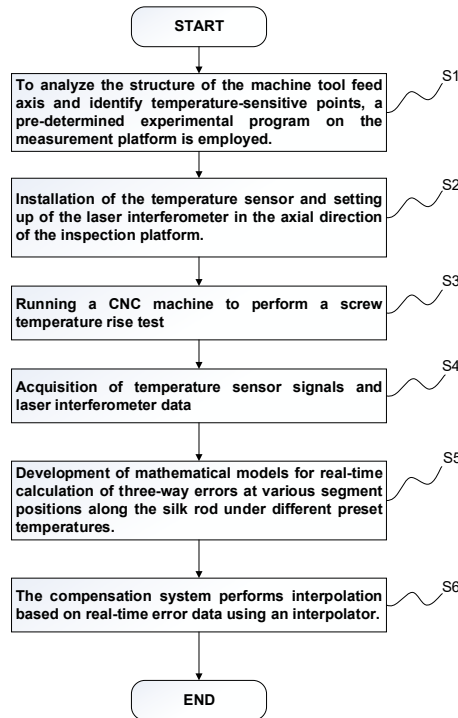 START
To analyze the structure of the machine tool feed
axis and identify temperature-sensitive points, a
pre-determined experimental program on the
measurement platform is employed.
S1
Installation of the temperature sensor and setting
up of the laser interferometer in the axial direction
of the inspection platform.
S2
Running a CNC machine to perform a screw
temperature rise test
S3
Acquisition of temperature sensor signals and
laser interferometer data
S4
Development of mathematical models for real-time
calculation of three-way errors at various segment
positions along the silk rod under different preset
temperatures.
S5
The compensation system performs interpolation
based on real-time error data using an interpolator.
S6
END